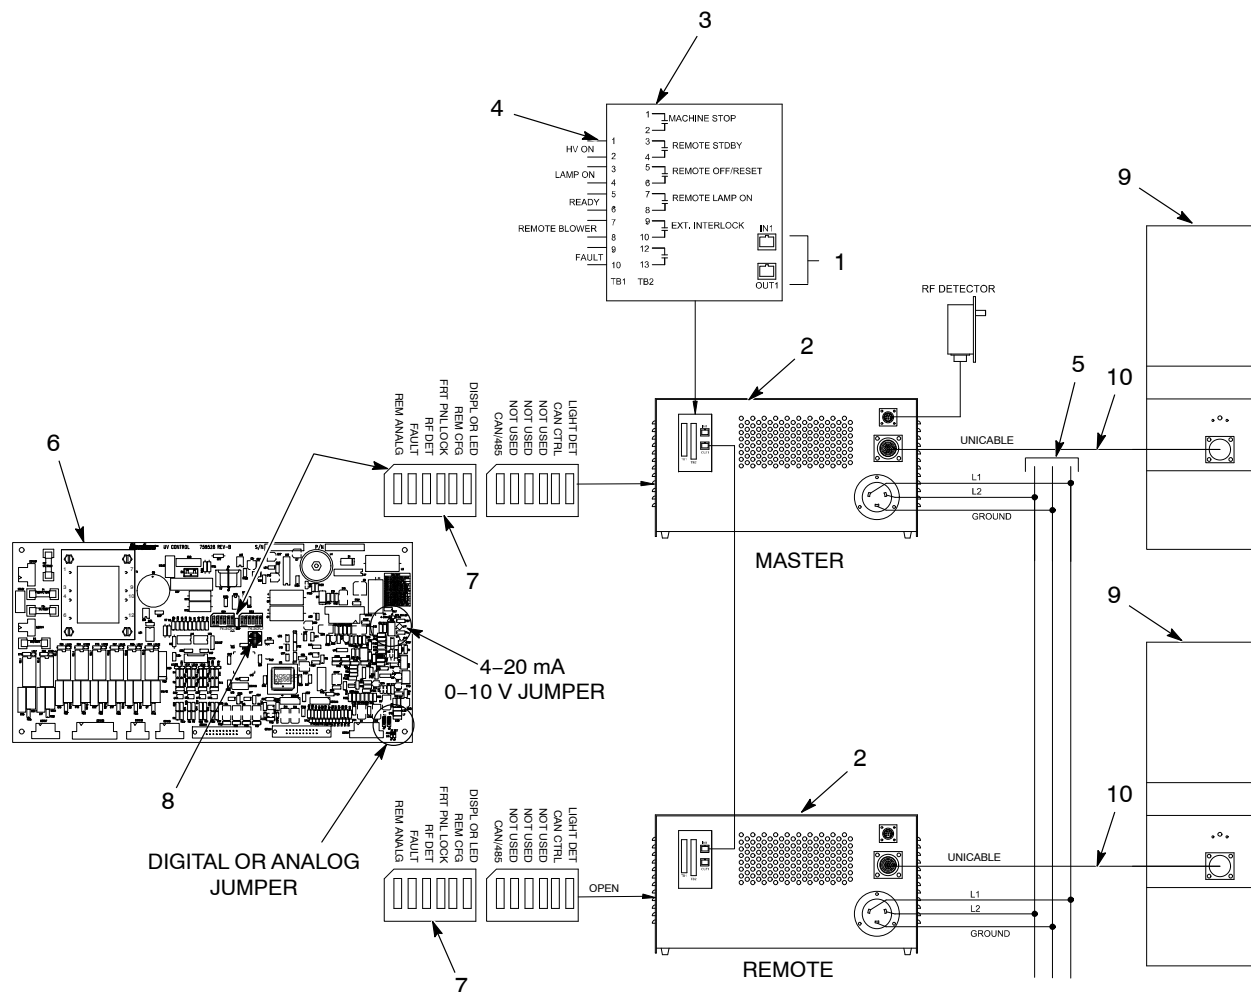 3
4
1
MACHINE STOP
2
1
HV ON
2
3
REMOTE STDBY
4
3
LAMP ON
4
5
REMOTE OFF/RESET
6
5
READY
6
7
REMOTE LAMP ON
8
7
REMOTE BLOWER
8
9
EXT. INTERLOCK
10
9
FAULT
10
12
13
TB1
TB2
IN1
OUT1
1
9
RF DETECTOR
2
5
10
REM ANALG
FAULT
RF DET
FRT PNL LOCK
REM CFG
DISPL OR LED
CAN/485
NOT USED
NOT USED
NOT USED
CAN CTRL
LIGHT DET
UNICABLE
L1
L2
GROUND
MASTER
6
7
UV CONTROL 756520 REV-B S/N P/N
4–20 mA
0–10 V JUMPER
8
DIGITAL OR ANALOG
JUMPER
9
2
10
REM ANALG
FAULT
RF DET
FRT PNL LOCK
REM CFG
DISPL OR LED
CAN/485
NOT USED
NOT USED
NOT USED
CAN CTRL
LIGHT DET
OPEN
UNICABLE
L1
L2
GROUND
7
REMOTE